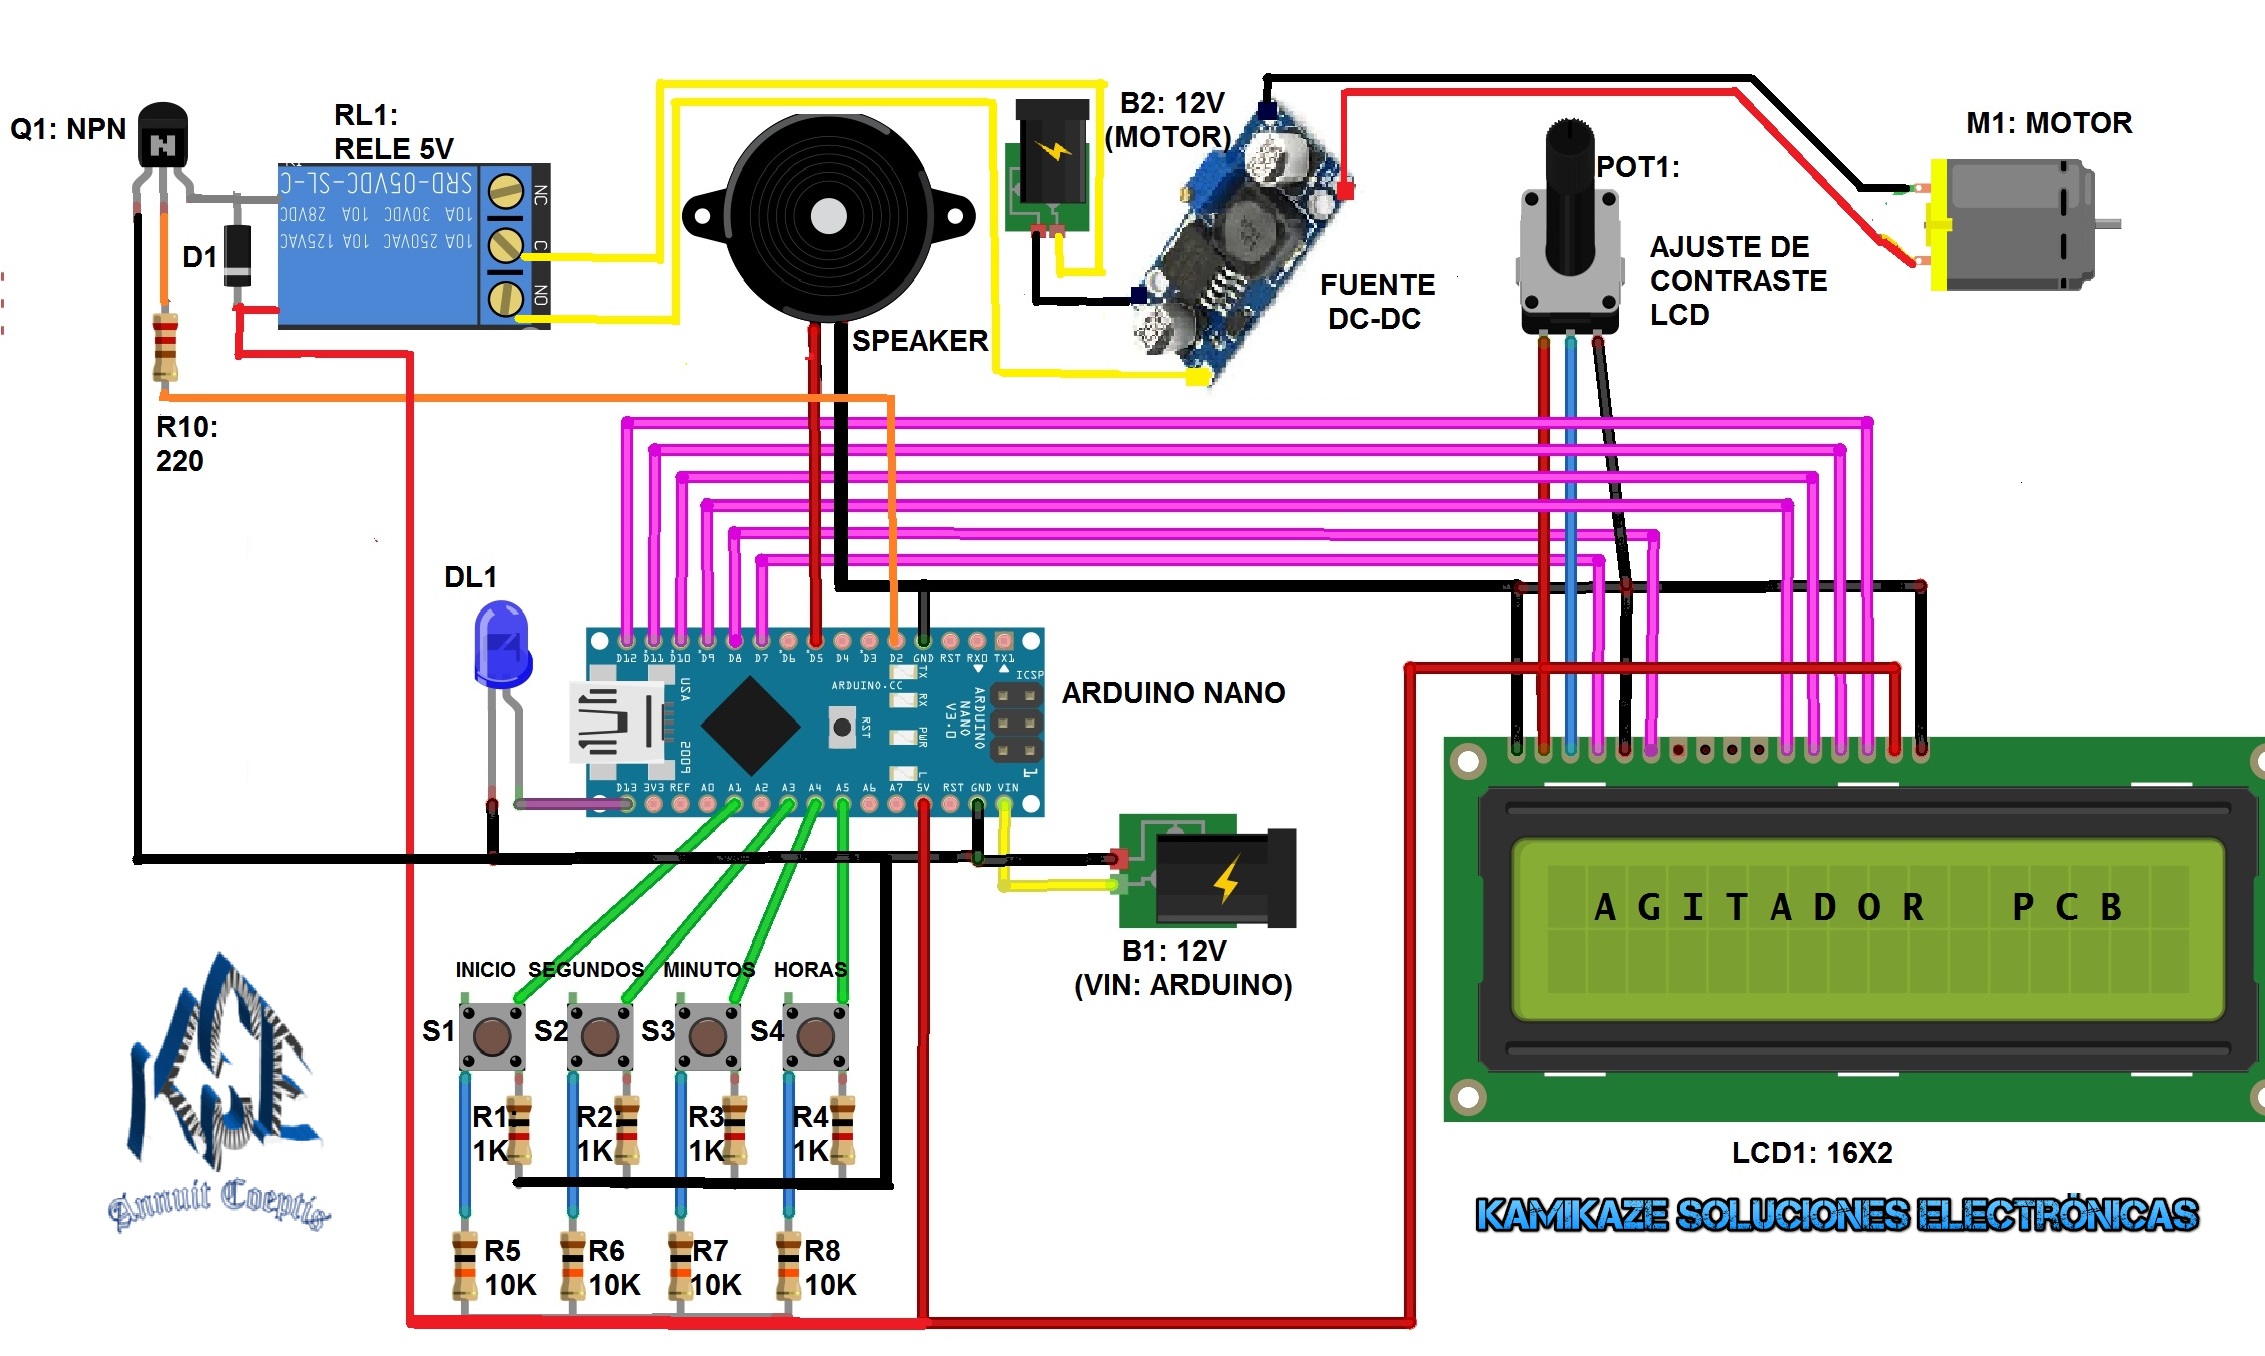 Q1: NPN
RL1:
RELE 5V
SRD-05VDC-SL-C
10A 30VDC 10A 28VDC
10A 250VAC 10A 125VAC
NC
C
NO
D1
R10:
220
SPEAKER
B2: 12V
(MOTOR)
FUENTE
DC-DC
POT1:
AJUSTE DE
CONTRASTE
LCD
M1: MOTOR
DL1
D12 D11 D10 D9 D8 D7 D6 D5 D4 D3 D2 GND RST RX0 TX1
ARDUINO.CC
TX
RX
PWR
L
RST
USA
2005
ARDUINO
NANO
V3.0
ICSP
1
D13 3V3 REF A0 A1 A2 A3 A4 A5 A6 A7 5V RST GND VIN
ARDUINO NANO
B1: 12V
(VIN: ARDUINO)
INICIO SEGUNDOS MINUTOS HORAS
S1 S2 S3 S4
R1:
1K
R2:
1K
R3
1K
R4
1K
R5
10K
R6
10K
R7
10K
R8
10K
AGITADOR PCB
LCD1: 16X2
KAMIKAZE SOLUCIONES ELECTRÓNICAS
Annuit Coeptis